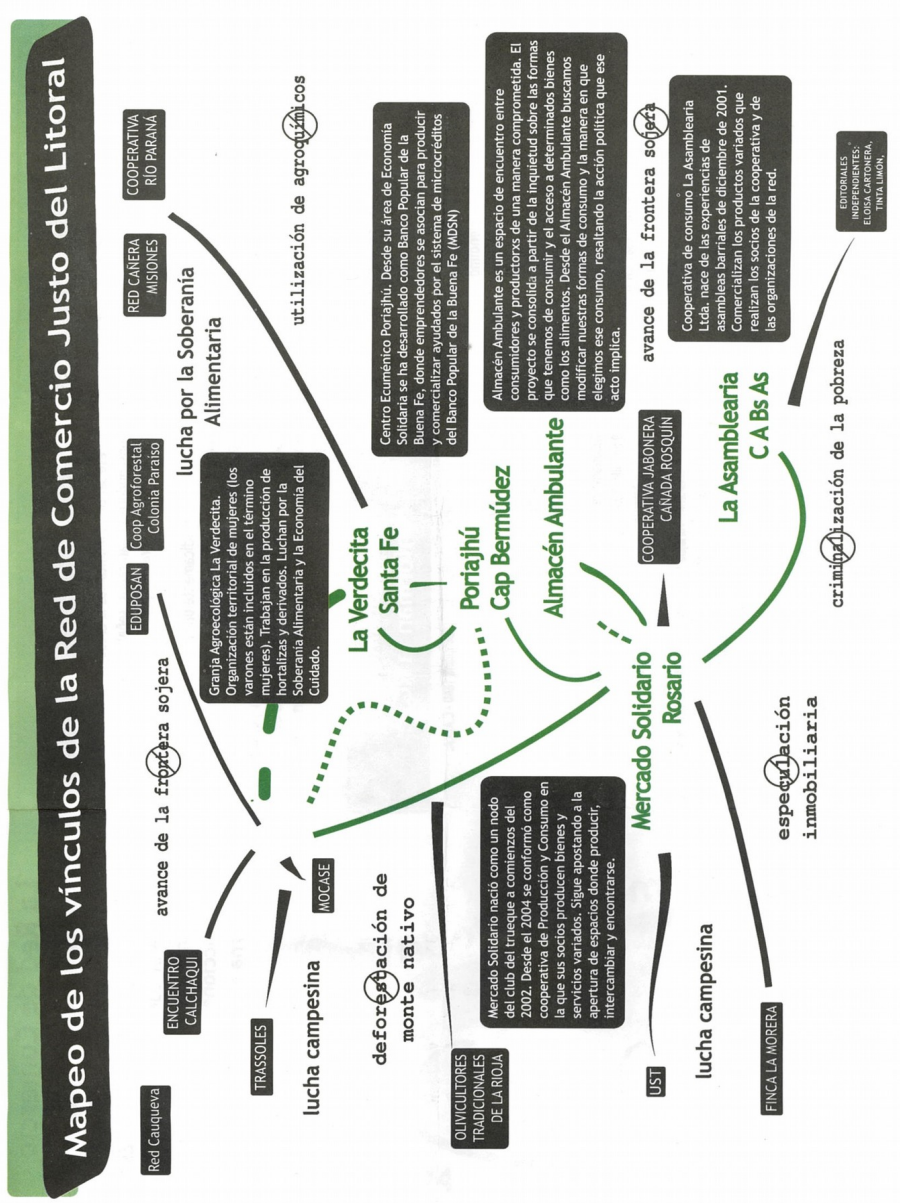 Mapeo de los vínculos de la Red de Comercio Justo del Litoral
Red Cauqueva
ENCUENTRO
CALCHAQUI
avance de la frontera sojera
EDUPOSAN
Coop Agroforestal
Colonia Paraiso
RED CAÑERA
MISIONES
COOPERATIVA
RÍO PARANÁ
lucha por la Soberanía
Alimentaria
utilización de agroquímicos
TRASSOLES
MOCASE
lucha campesina
Granja Agroecologica La Verdecita.
Organización territorial de mujeres (los
varones están incluidos en el término
mujeres). Trabajan en la producción de
hortalizas y derivados. Luchan por la
Soberanía Alimentaria y la Economía del
Cuidado.
La Verdecita
Santa Fe
deforestación de
monte nativo
Centro Ecuménico Poriajhú. Desde su área de Economía
Solidaria se ha desarrollado como Banco Popular de la
Buena Fe, donde emprendedores se asocian para producir
y comercializar ayudados por el sistema de microcréditos
del Banco Popular de la Buena Fe (MDSN)
Poriajhú
Cap Bermúdez
OLIVICULTORES
TRADICIONALES
DE LA RIOJA
Mercado Solidario nació como un nodo
del club del trueque a comienzos del
2002. Desde el 2004 se conformó como
cooperativa de Producción y Consumo en
la que sus socios producen bienes y
servicios variados. Sigue apostando a la
apertura de espacios donde producir,
intercambiar y encontrarse.
Almacén Ambulante
Almacén Ambulante es un espacio de encuentro entre
consumidores y productorxs de una manera comprometida. El
proyecto se consolida a partir de la inquietud sobre las formas
que tenemos de consumir y el acceso a determinados bienes
como los alimentos. Desde el Almacén Ambulante buscamos
modificar nuestras formas de consumo y la manera en que
elegimos ese consumo, resaltando la acción política que ese
acto implica.
Mercado Solidario
Rosario
COOPERATIVA JABONERA
CAÑADA ROSQUÍN
avance de la frontera sojera
UST
lucha campesina
Cooperativa de consumo La Asamblearia
Ltda. nace de las experiencias de
asambleas barriales de diciembre de 2001.
Comercializan los productos variados que
realizan los socios de la cooperativa y de
las organizaciones de la red.
La Asamblearia
C A Bs As
FINCA LA MORERA
especulación
inmobiliaria
criminalización de la pobreza
EDITORIALES
INDEPENDIENTES:
ELOISA CARTONERA,
TINTA LIMON,